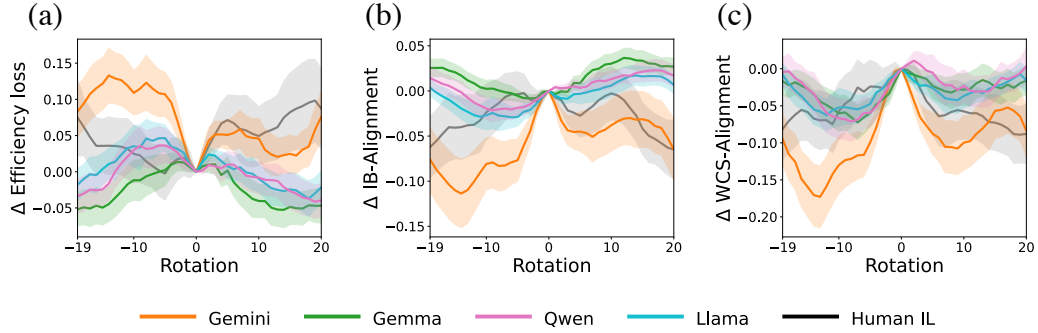 (a)
(b)
(c)
Δ Efficiency loss
0.15
0.10
0.05
0.00
−0.05
−19
−10
0
10
20
Rotation
Δ IB-Alignment
0.05
0.00
−0.05
−0.10
−0.15
−19
−10
0
10
20
Rotation
Δ WCS-Alignment
0.00
−0.05
−0.10
−0.15
−0.20
−19
−10
0
10
20
Rotation
Gemini
Gemma
Qwen
Llama
Human IL